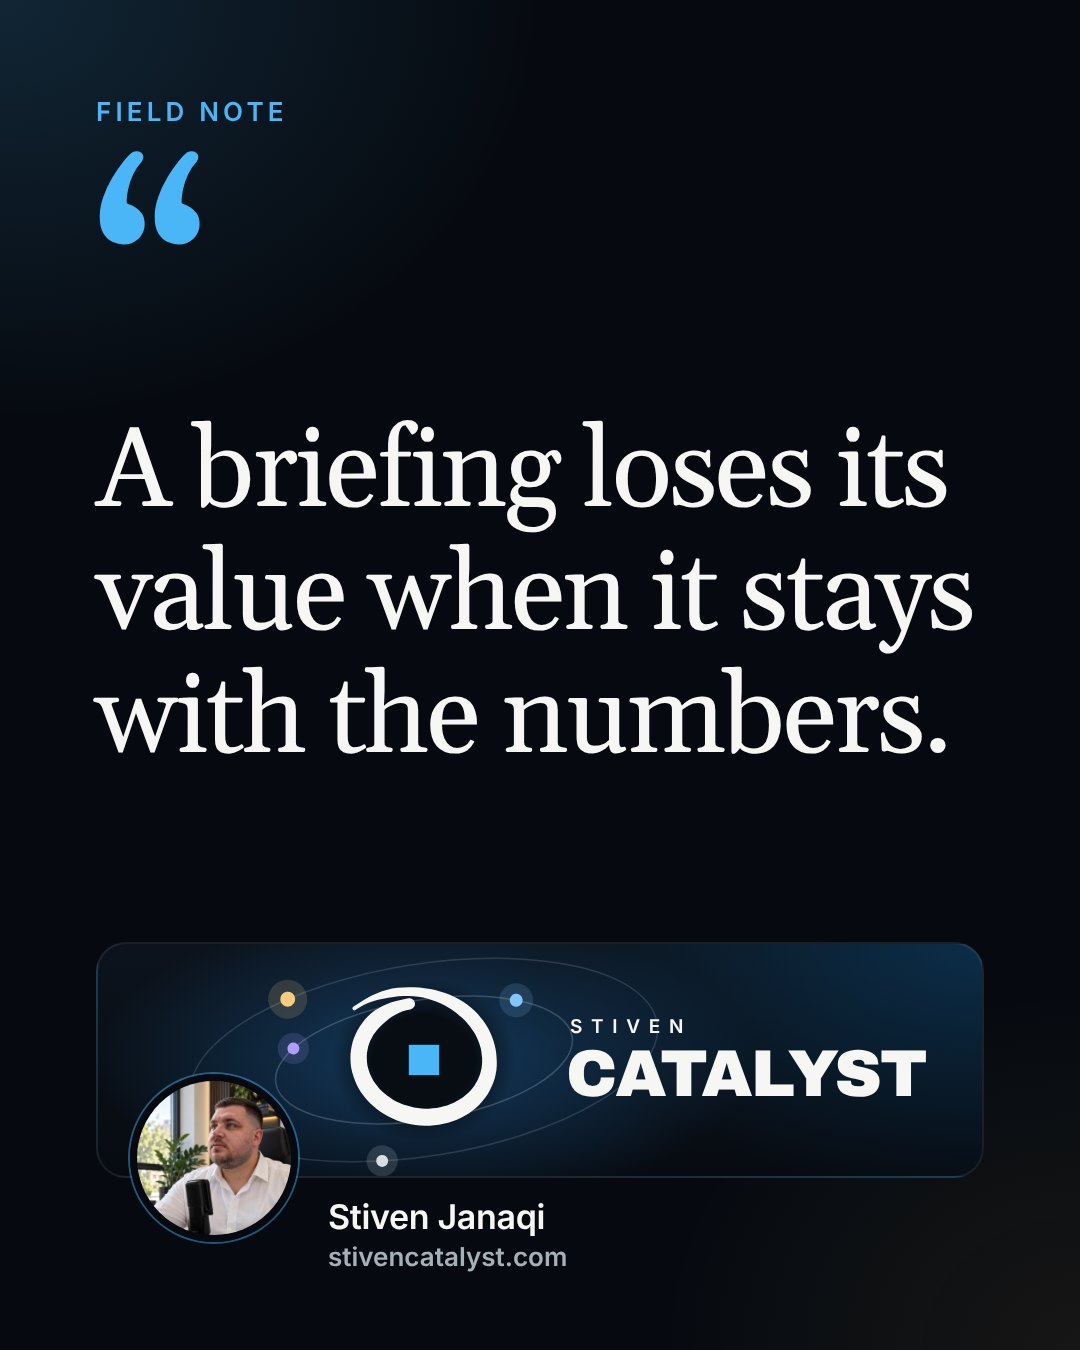 FIELD NOTE
“
A briefing loses its
value when it stays
with the numbers.
STIVEN
CATALYST
Stiven Janaqi
stivencatalyst.com